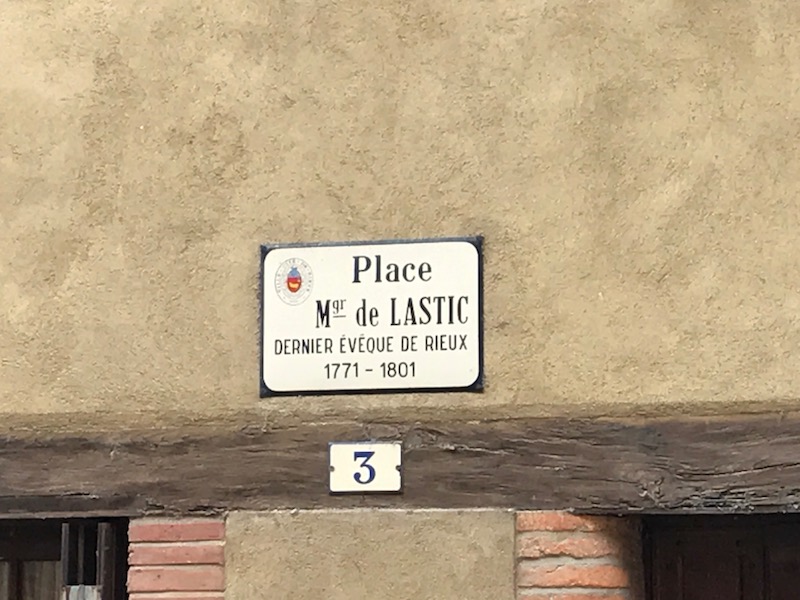 Place
Mgr de LASTIC
DERNIER ÉVÊQUE DE RIEUX
1771 - 1801
3